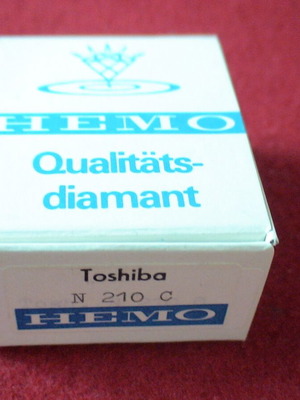 HEMO
Qualitäts-
diamant
Toshiba
N 210 C
HEMO